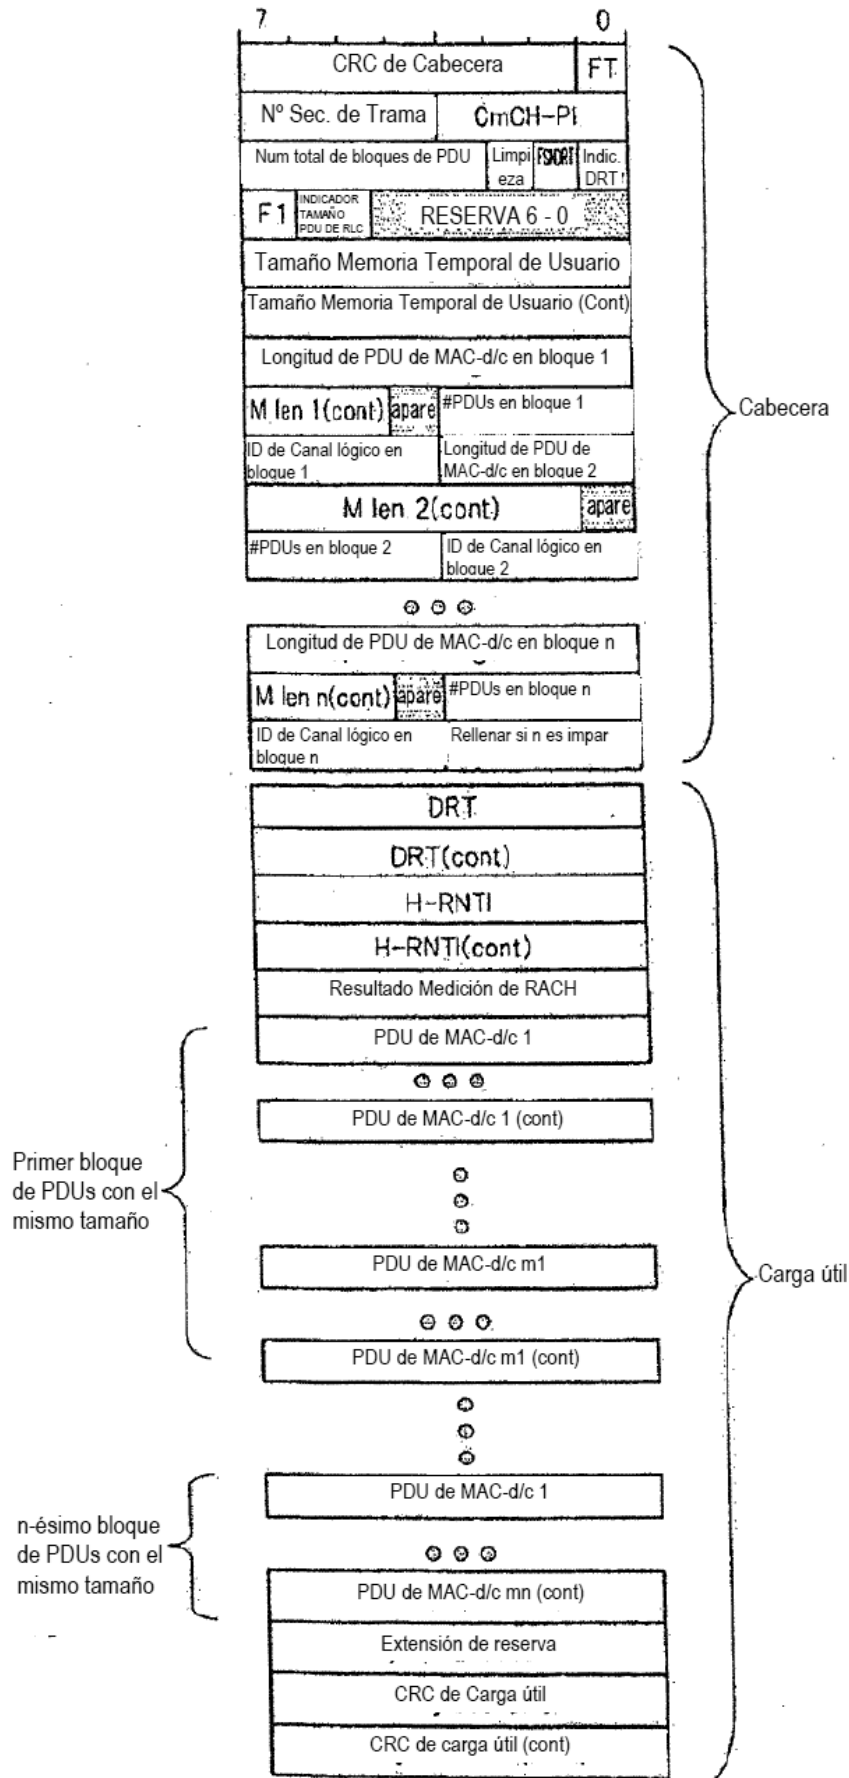 7 0
CRC de Cabecera FT
Nº Sec. de Trama CmCH-PI
Num total de bloques de PDU Limpi eza FSNDRT Indic. DRT
F1 INDICADOR TAMAÑO PDU DE RLC RESERVA 6 - 0
Tamaño Memoria Temporal de Usuario
Tamaño Memoria Temporal de Usuario (Cont)
Longitud de PDU de MAC-d/c en bloque 1
M len 1(cont) apare #PDUs en bloque 1
Cabecera
ID de Canal lógico en bloque 1 Longitud de PDU de MAC-d/c en bloque 2
M len 2(cont) apare
#PDUs en bloque 2 ID de Canal lógico en bloque 2
Longitud de PDU de MAC-d/c en bloque n
M len n(cont) apare #PDUs en bloque n
ID de Canal lógico en bloque n Rellenar si n es impar
DRT
DRT(cont)
H-RNTI
H-RNTI(cont)
Resultado Medición de RACH
PDU de MAC-d/c 1
PDU de MAC-d/c 1 (cont)
Primer bloque
de PDUs con el
mismo tamaño
PDU de MAC-d/c m1
Carga útil
PDU de MAC-d/c m1 (cont)
PDU de MAC-d/c 1
n-ésimo bloque
de PDUs con el
mismo tamaño
PDU de MAC-d/c mn (cont)
Extensión de reserva
CRC de Carga útil
CRC de carga útil (cont)